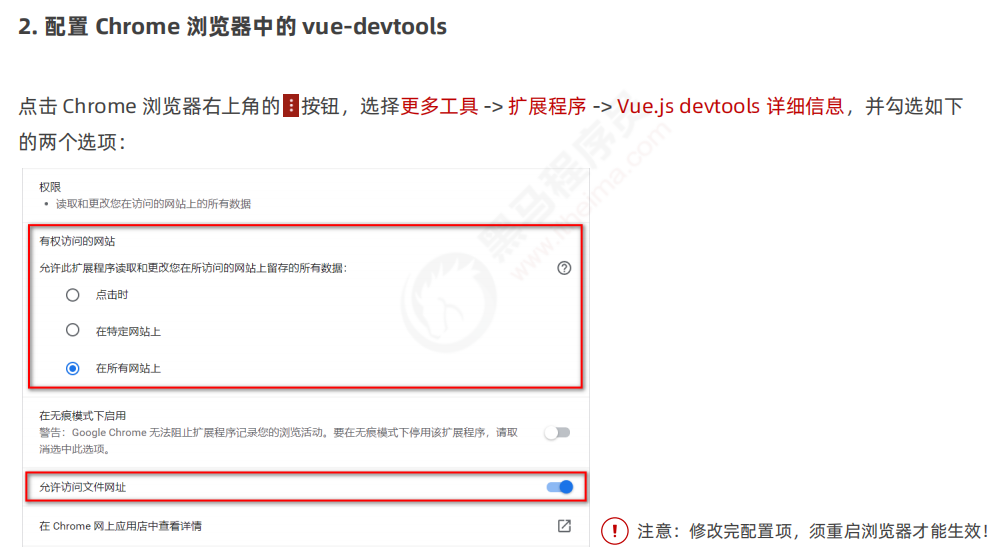 2. 配置 Chrome 浏览器中的 vue-devtools
点击 Chrome 浏览器右上角的 按钮，选择更多工具 -> 扩展程序 -> Vue.js devtools 详细信息，并勾选如下
的两个选项：
权限
• 读取和更改您在访问的网站上的所有数据
有权访问的网站
允许此扩展程序读取和更改您在所访问的网站上留存的所有数据：
点击时
在特定网站上
在所有网站上
在无痕模式下启用
警告：Google Chrome 无法阻止扩展程序记录您的浏览活动。要在无痕模式下停用该扩展程序，请取
消选中此选项。
允许访问文件网址
在 Chrome 网上应用店中查看详情
注意：修改完配置项，须重启浏览器才能生效！
黑马程序员
www.itheima.com